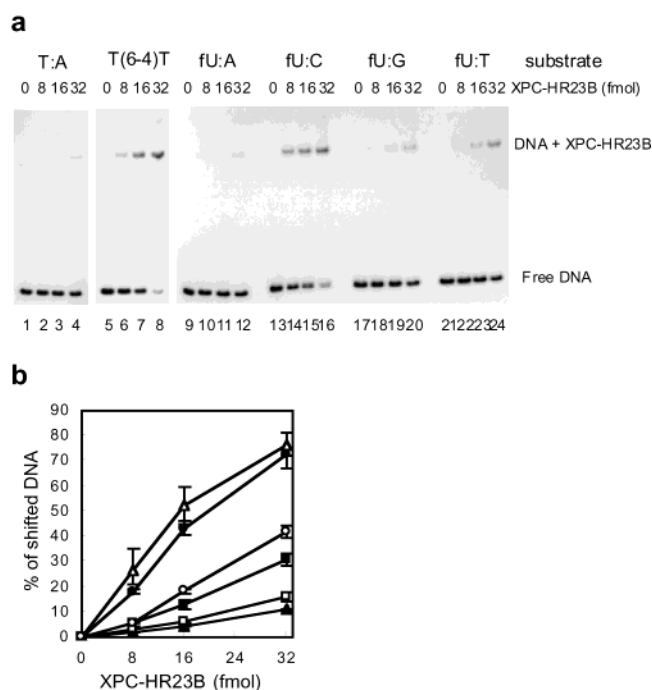 a
T:A T(6-4)T fU:A fU:C fU:G fU:T substrate
0 8 16 32 0 8 16 32 0 8 16 32 0 8 16 32 0 8 16 32 0 8 16 32 XPC-HR23B (fmol)
DNA + XPC-HR23B
Free DNA
1 2 3 4 5 6 7 8 9 10 11 12 13 14 15 16 17 18 19 20 21 22 23 24
b
90
80
70
60
50
40
30
20
10
0
% of shifted DNA
0 8 16 24 32
XPC-HR23B (fmol)